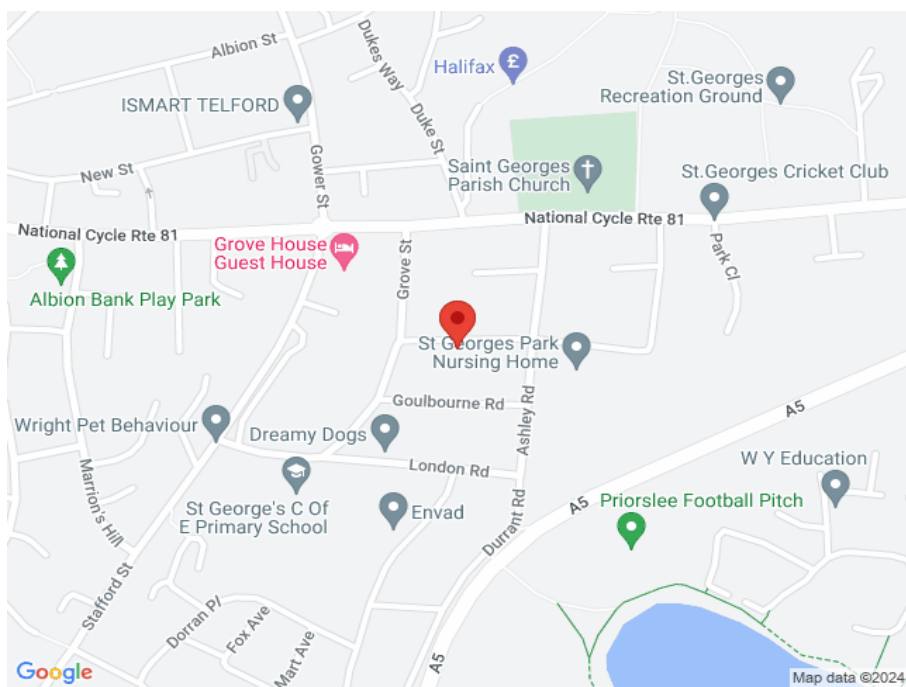 Albion St
Dukes Way
Halifax
£
St.Georges
Recreation Ground
ISMART TELFORD
Duke St
Gower St
New St
Saint Georges
Parish Church
St.Georges Cricket Club
National Cycle Rte 81
National Cycle Rte 81
Grove House
Guest House
Grove St
Park Cl
Albion Bank Play Park
St Georges Park
Nursing Home
Goulbourne Rd
Ashley Rd
A5
Wright Pet Behaviour
Dreamy Dogs
London Rd
W Y Education
Marrion's Hill
St George's C Of
E Primary School
Envad
Durrant Rd
A5
Priorslee Football Pitch
Stafford St
Dorran Pl
Fox Ave
Mart Ave
A5
Google
Map data ©2024